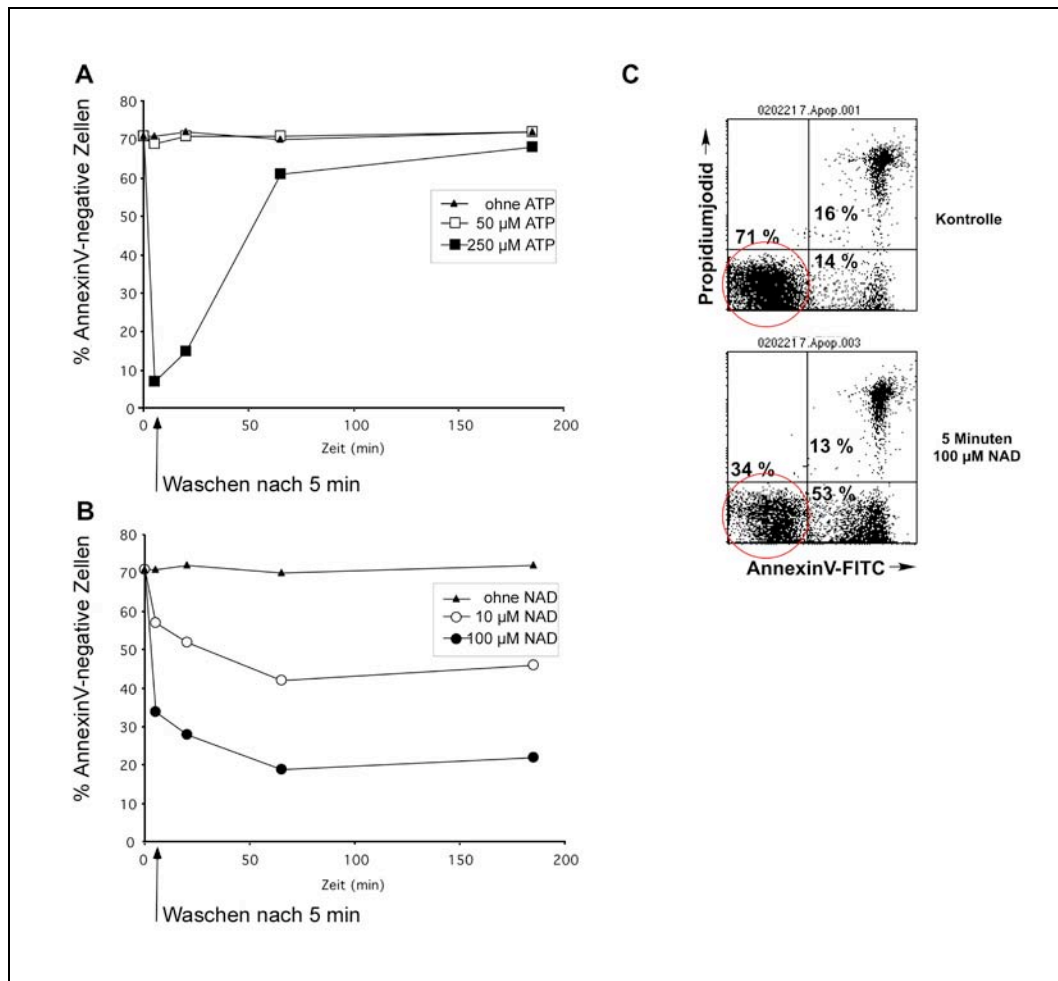 A
% AnnexinV-negative Zellen
80
70
60
50
40
30
20
10
0
0 50 100 150 200
Zeit (min)
ohne ATP
50 µM ATP
250 µM ATP
Waschen nach 5 min
B
% AnnexinV-negative Zellen
80
70
60
50
40
30
20
10
0
0 50 100 150 200
Zeit (min)
ohne NAD
10 µM NAD
100 µM NAD
Waschen nach 5 min
C
020221 7.Apop.001
Propidiumjodid
16 %
71 %
14 %
Kontrolle
020221 7.Apop.003
13 %
34 %
53 %
5 Minuten
100 µM NAD
AnnexinV-FITC